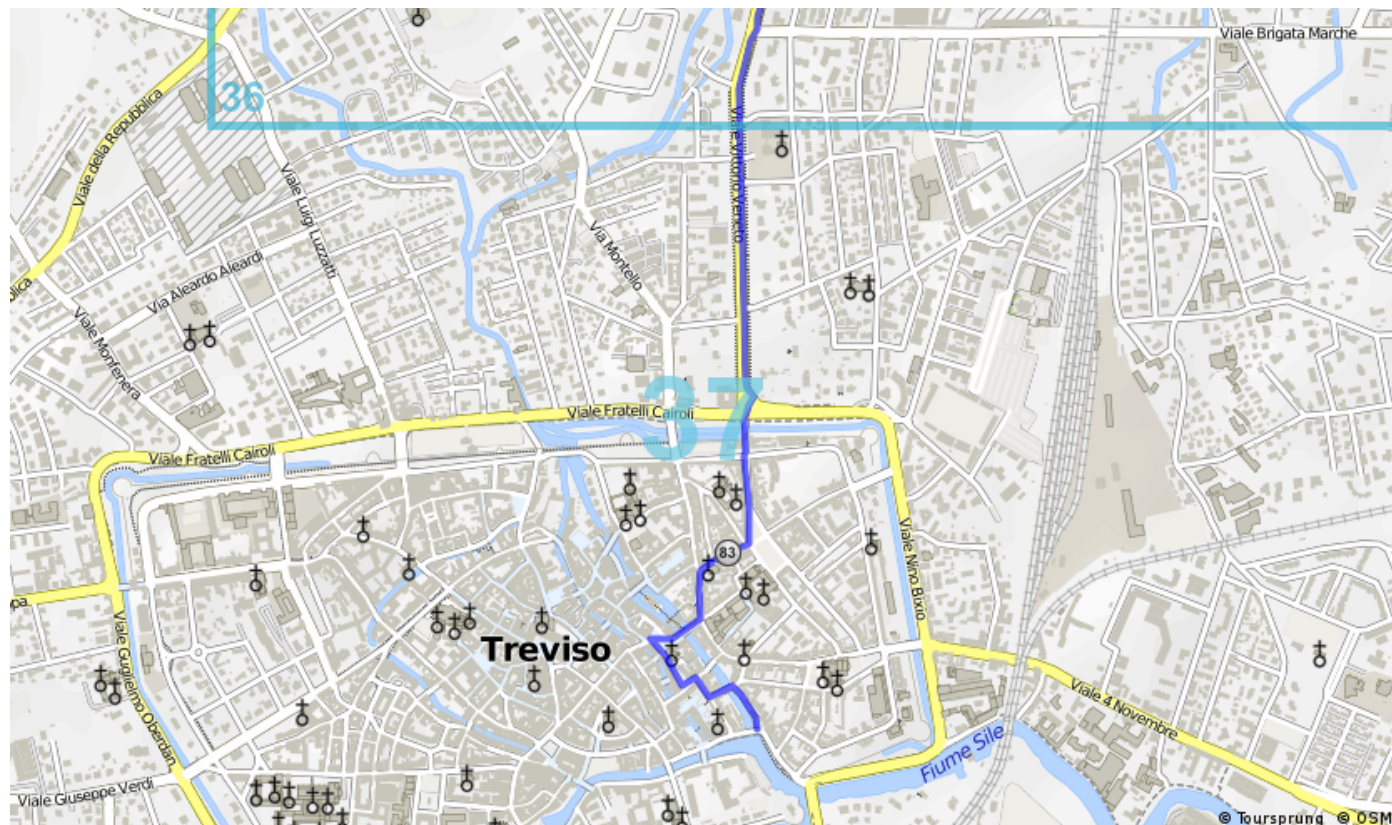 Viale Brigata Marche
36
Viale della Repubblica
Viale Vittorio Veneto
Viale Luigi Luzzatti
Via Montello
Via Aleardo Aleardi
blica
Viale Monfenera
37
Viale Fratelli Cairoli
Viale Fratelli Cairoli
83
Viale Nino Bixio
pa
Treviso
Viale Guglielmo Oberdan
Viale 4 Novembre
Fiume Sile
Viale Giuseppe Verdi
© Toursprung © OSM